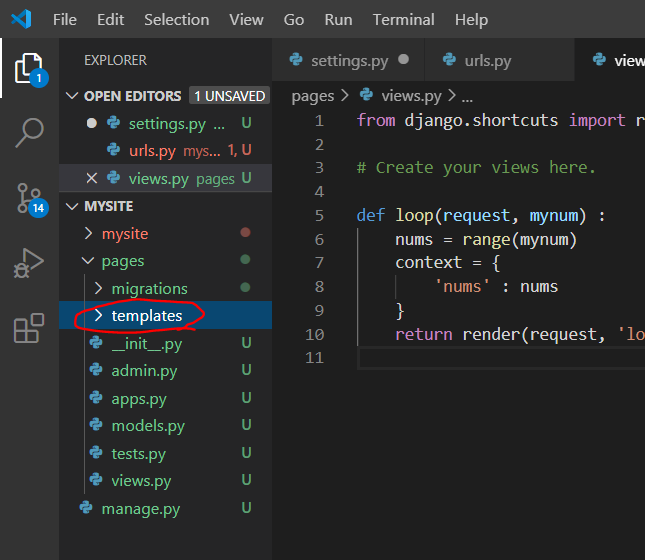 File Edit Selection View Go Run Terminal Help
EXPLORER
OPEN EDITORS 1 UNSAVED
settings.py ... U
urls.py mys... 1, U
views.py pages U
MYSITE
mysite
pages
migrations
templates
__init__.py U
admin.py U
apps.py U
models.py U
tests.py U
views.py U
manage.py U
1
14
settings.py urls.py view
pages > views.py > ...
1 from django.shortcuts import r
2
3 # Create your views here.
4
5 def loop(request, mynum) :
6 nums = range(mynum)
7 context = {
8 'nums' : nums
9 }
10 return render(request, 'lo
11